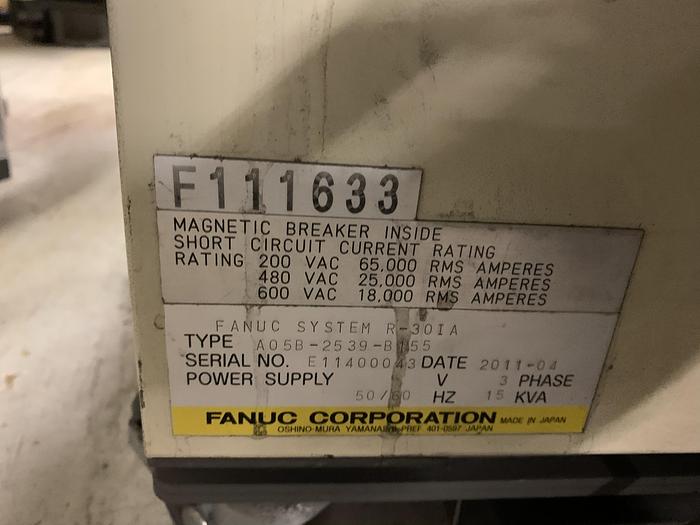 F111633
MAGNETIC BREAKER INSIDE
SHORT CIRCUIT CURRENT RATING
RATING 200 VAC 65,000 RMS AMPERES
480 VAC 25,000 RMS AMPERES
600 VAC 18,000 RMS AMPERES
FANUC SYSTEM R-30IA
TYPE A05B-2539-B155
SERIAL NO. E11400043 DATE 2011-04
POWER SUPPLY V 3 PHASE
50/60 HZ 15 KVA
FANUC CORPORATION MADE IN JAPAN
OSHINO-MURA YAMANASHI PREF 401-0597 JAPAN